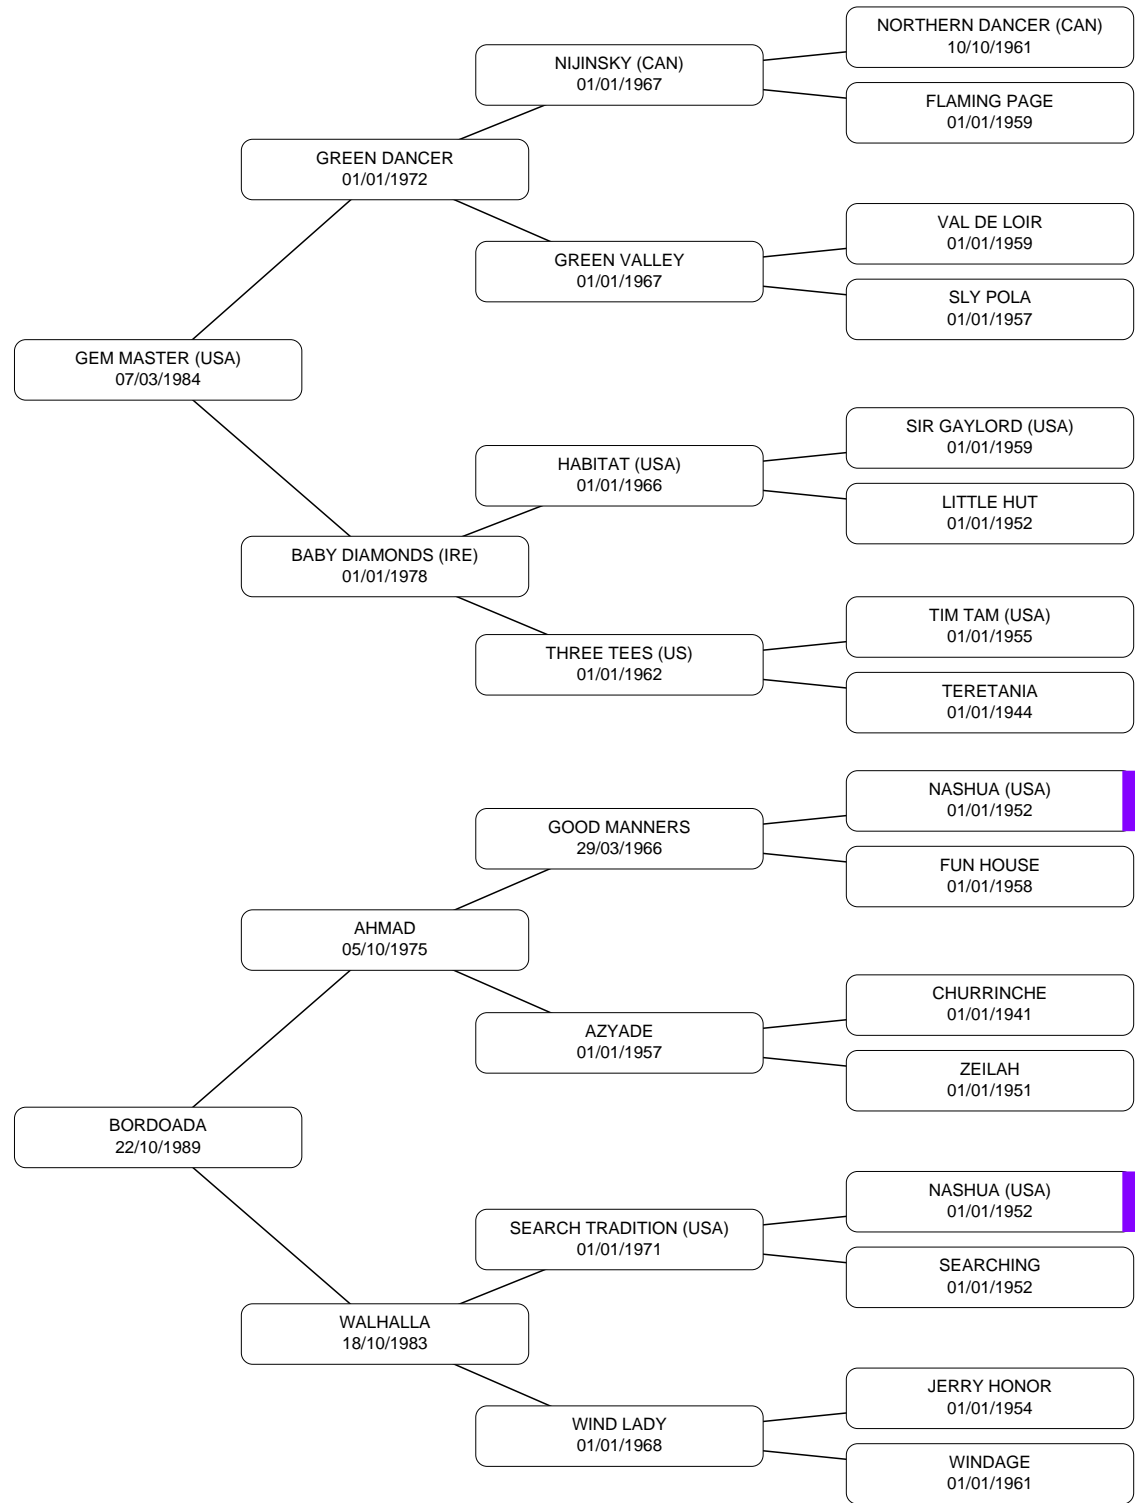 NORTHERN DANCER (CAN)
10/10/1961
NIJINSKY (CAN)
01/01/1967
FLAMING PAGE
01/01/1959
GREEN DANCER
01/01/1972
VAL DE LOIR
01/01/1959
GREEN VALLEY
01/01/1967
SLY POLA
01/01/1957
GEM MASTER (USA)
07/03/1984
SIR GAYLORD (USA)
01/01/1959
HABITAT (USA)
01/01/1966
LITTLE HUT
01/01/1952
BABY DIAMONDS (IRE)
01/01/1978
TIM TAM (USA)
01/01/1955
THREE TEES (US)
01/01/1962
TERETANIA
01/01/1944
NASHUA (USA)
01/01/1952
GOOD MANNERS
29/03/1966
FUN HOUSE
01/01/1958
AHMAD
05/10/1975
CHURRINCHE
01/01/1941
AZYADE
01/01/1957
ZEILAH
01/01/1951
BORDOADA
22/10/1989
NASHUA (USA)
01/01/1952
SEARCH TRADITION (USA)
01/01/1971
SEARCHING
01/01/1952
WALHALLA
18/10/1983
JERRY HONOR
01/01/1954
WIND LADY
01/01/1968
WINDAGE
01/01/1961